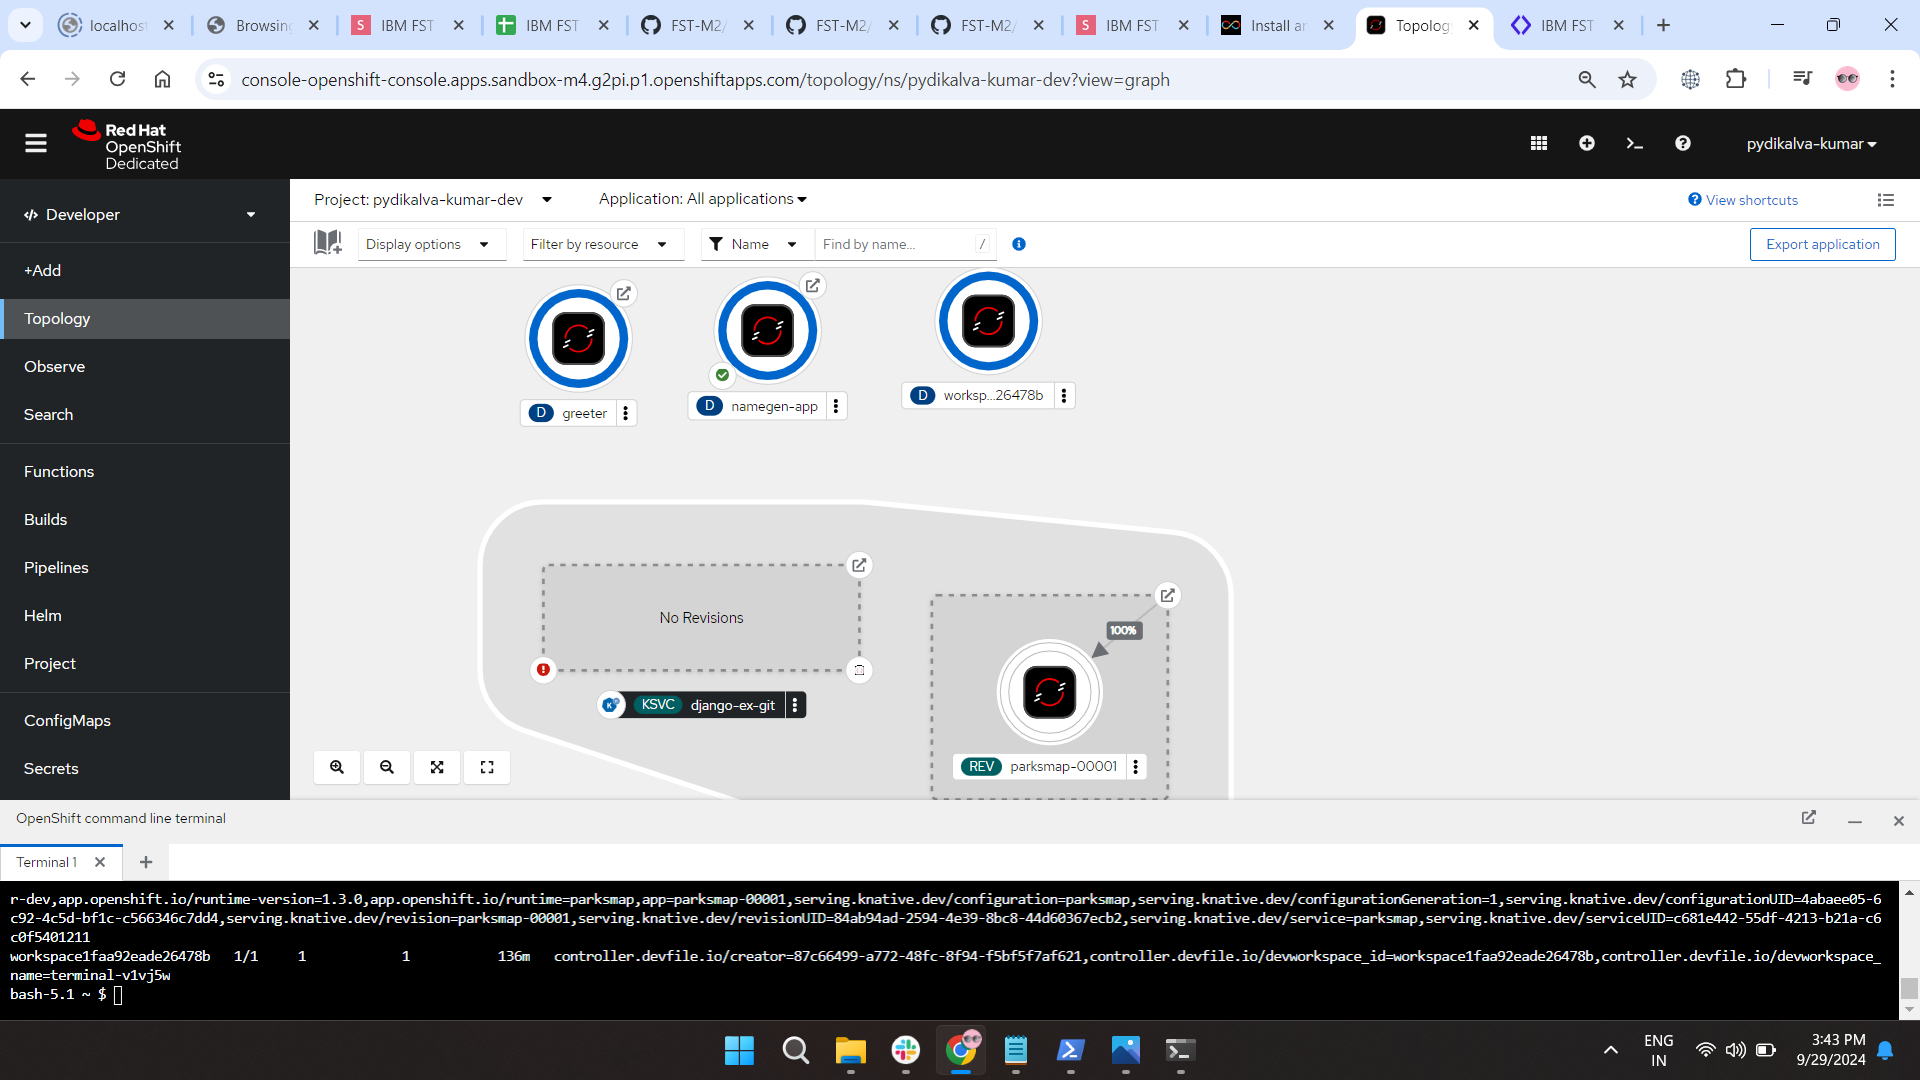 localhost
Browsing
IBM FST
IBM FST
FST-M2/
FST-M2/
FST-M2/
IBM FST
Install an
Topology
IBM FST
console-openshift-console.apps.sandbox-m4.g2pi.p1.openshiftapps.com/topology/ns/pydikalva-kumar-dev?view=graph
Red Hat
OpenShift
Dedicated
pydikalva-kumar
Developer
+Add
Topology
Observe
Search
Functions
Builds
Pipelines
Helm
Project
ConfigMaps
Secrets
Project: pydikalva-kumar-dev
Application: All applications
View shortcuts
Display options
Filter by resource
Name
Find by name...
/
Export application
D greeter
D namegen-app
D worksp...26478b
No Revisions
KSVC django-ex-git
100%
REV parksmap-00001
OpenShift command line terminal
Terminal 1
r-dev,app.openshift.io/runtime-version=1.3.0,app.openshift.io/runtime=parksmap,app=parksmap-00001,serving.knative.dev/configuration=parksmap,serving.knative.dev/configurationGeneration=1,serving.knative.dev/configurationUID=4abaee05-6
c92-4c5d-bf1c-c566346c7dd4,serving.knative.dev/revision=parksmap-00001,serving.knative.dev/revisionUID=84ab94ad-2594-4e39-8bc8-44d60367ecb2,serving.knative.dev/service=parksmap,serving.knative.dev/serviceUID=c681e442-55df-4213-b21a-c6
c0f5401211
workspace1faa92eade26478b 1/1 1 1 136m controller.devfile.io/creator=87c66499-a772-48fc-8f94-f5bf5f7af621,controller.devfile.io/devworkspace_id=workspace1faa92eade26478b,controller.devfile.io/devworkspace_
name=terminal-v1vj5w
bash-5.1 ~ $
ENG
IN
3:43 PM
9/29/2024